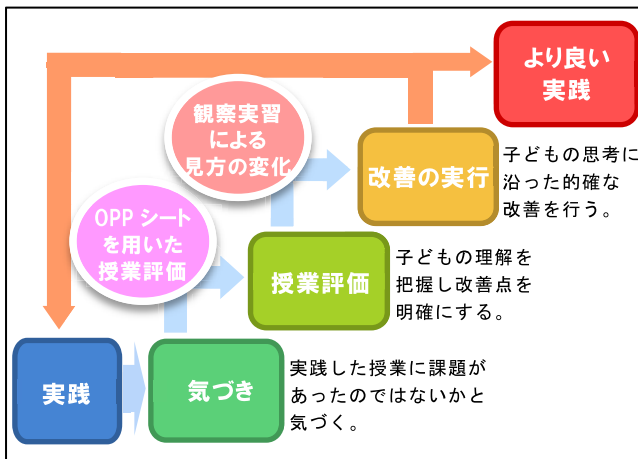 より良い
実践
観察実習
による
見方の変化
改善の実行
子どもの思考に
沿った的確な
改善を行う。
OPP シート
を用いた
授業評価
授業評価
子どもの理解を
把握し改善点を
明確にする。
実践
気づき
実践した授業に課題が
あったのではないかと
気づく。